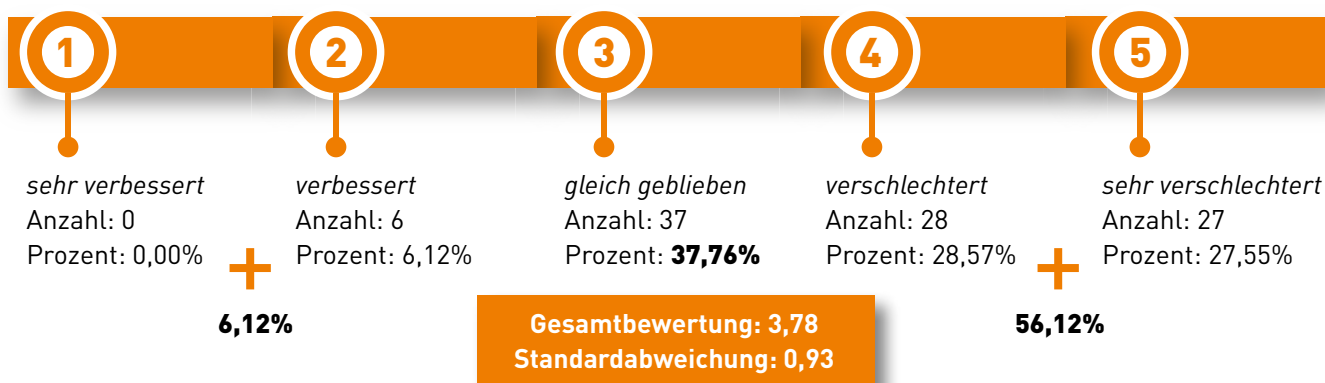 1
2
3
4
5
sehr verbessert
Anzahl: 0
Prozent: 0,00%
verbessert
Anzahl: 6
Prozent: 6,12%
gleich geblieben
Anzahl: 37
Prozent: 37,76%
verschlechtert
Anzahl: 28
Prozent: 28,57%
sehr verschlechtert
Anzahl: 27
Prozent: 27,55%
+
6,12%
+
56,12%
Gesamtbewertung: 3,78
Standardabweichung: 0,93